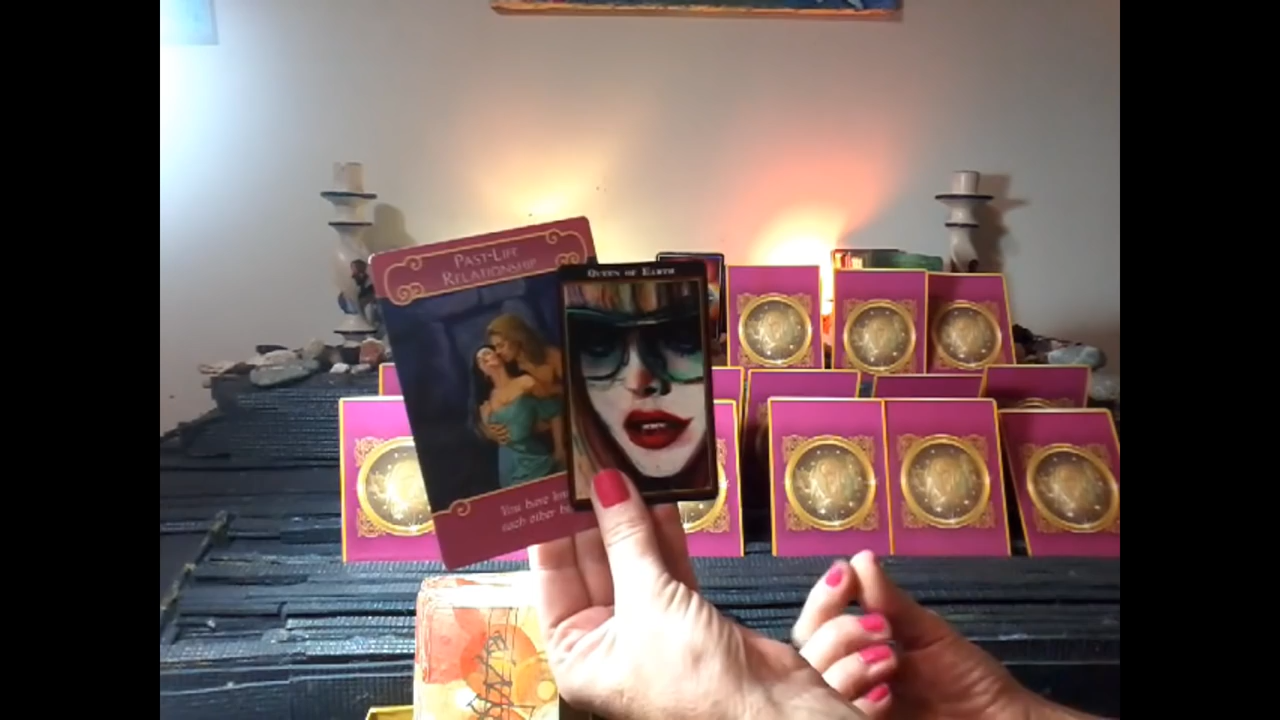 PAST-LIFE
RELATIONSHIP
QUEEN OF EARTH
You have
each other